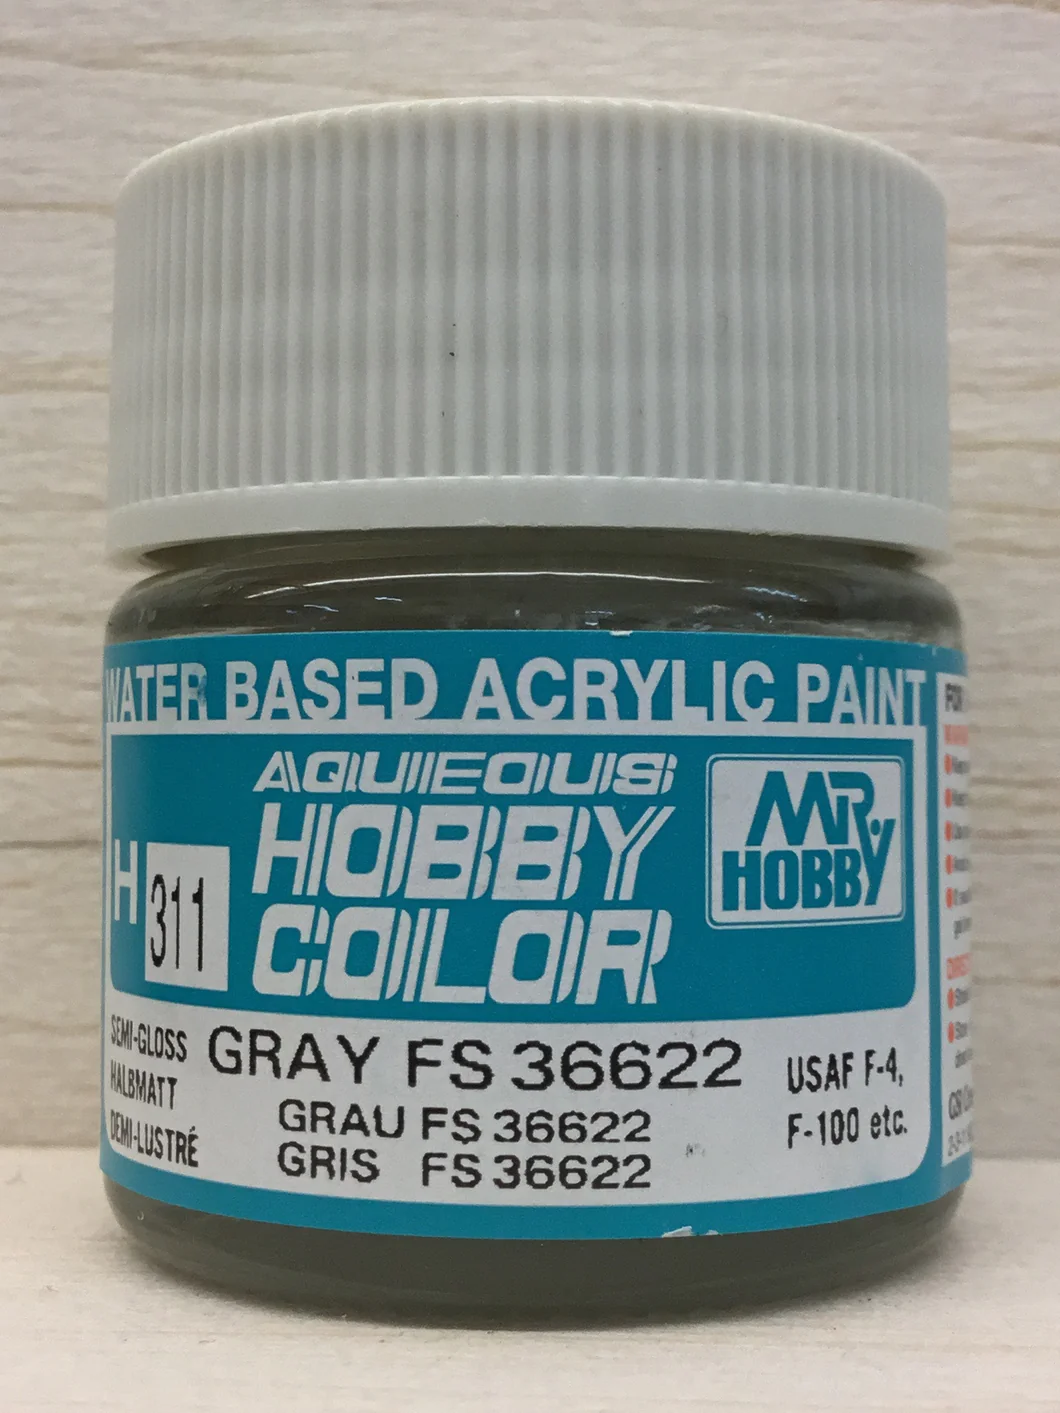 WATER BASED ACRYLIC PAINT
AQUEOUS
HOBBY
COLOR
MR
HOBBY
H
311
SEMI-GLOSS
HALBMATT
DEMI-LUSTRÉ
GRAY FS 36622
GRAU FS 36622
GRIS FS 36622
USAF F-4,
F-100 etc.
FOR